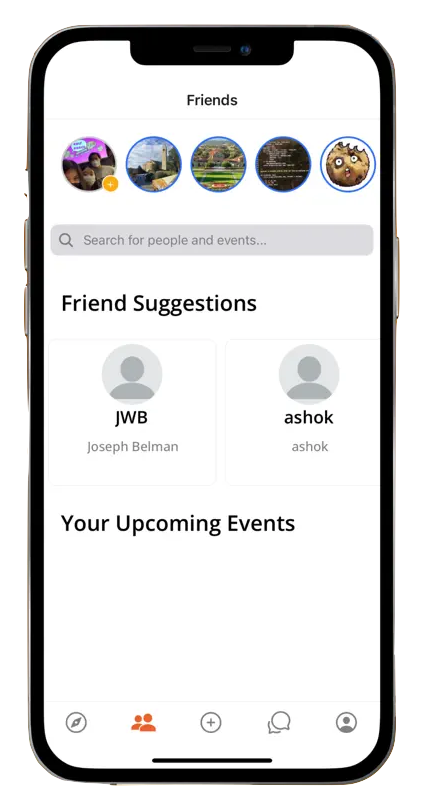 Friends
Search for people and events...
Friend Suggestions
JWB
Joseph Belman
ashok
ashok
Your Upcoming Events